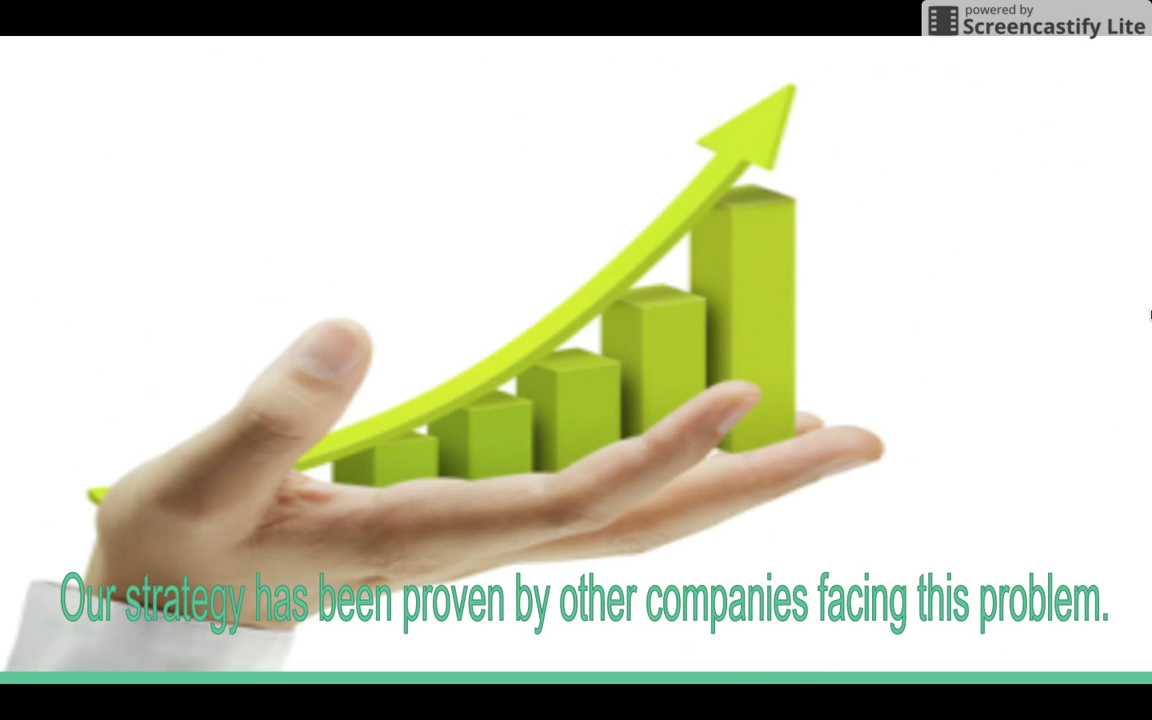 powered by
Screencastify Lite
Our strategy has been proven by other companies facing this problem.